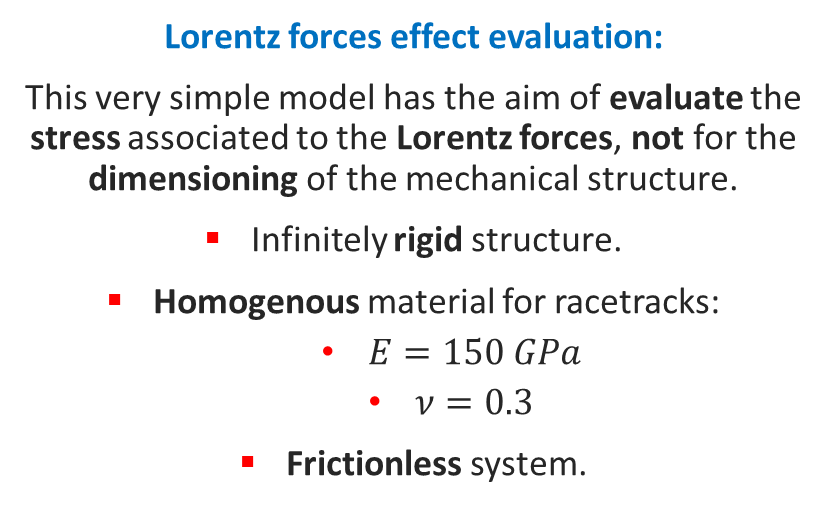 Lorentz forces effect evaluation:
This very simple model has the aim of evaluate the
stress associated to the Lorentz forces, not for the
dimensioning of the mechanical structure.
▪ Infinitely rigid structure.
▪ Homogenous material for racetracks:
• E = 150 GPa
• ν = 0.3
▪ Frictionless system.